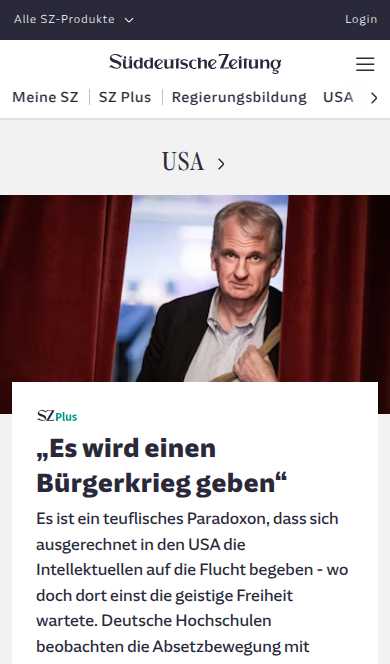 Alle SZ-Produkte
Login
Süddeutsche Zeitung
Meine SZ
SZ Plus
Regierungsbildung
USA
USA
SZ Plus
„Es wird einen
Bürgerkrieg geben“
Es ist ein teuflisches Paradoxon, dass sich
ausgerechnet in den USA die
Intellektuellen auf die Flucht begeben - wo
doch dort einst die geistige Freiheit
wartete. Deutsche Hochschulen
beobachten die Absetzbewegung mit